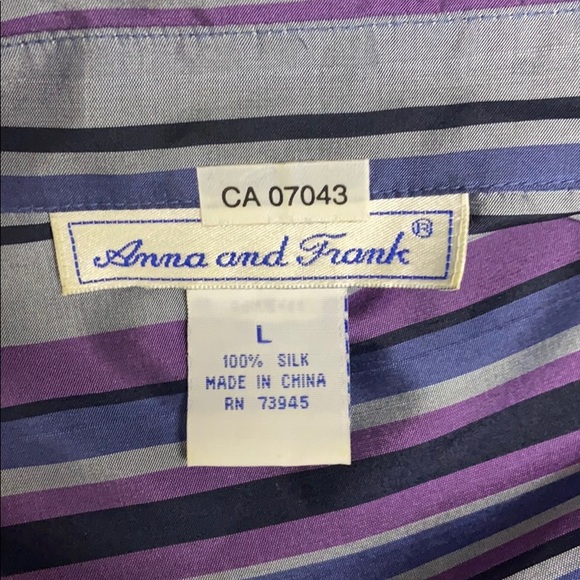 CA 07043
Anna and Frank®
L
100% SILK
MADE IN CHINA
RN 73945